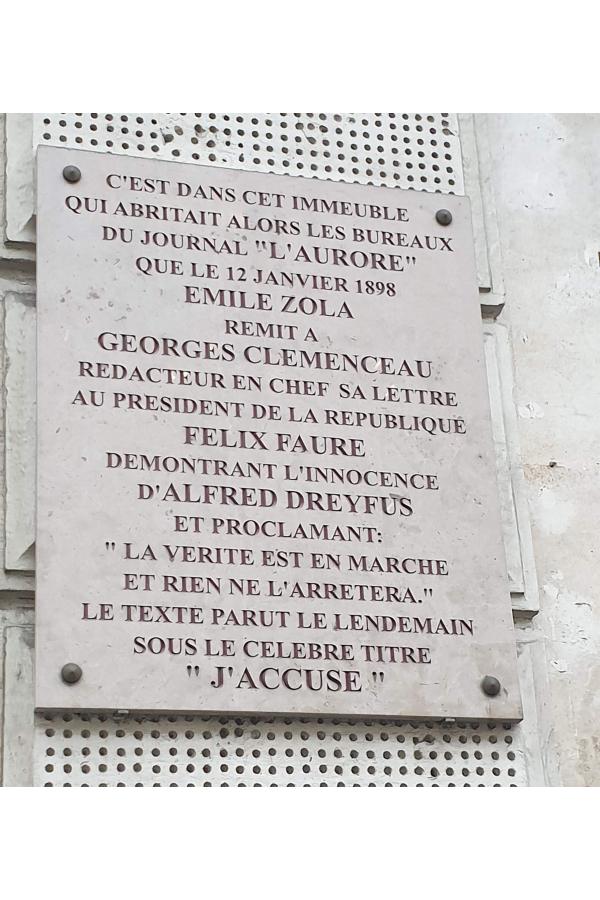 C'EST DANS CET IMMEUBLE
QUI ABRITAIT ALORS LES BUREAUX
DU JOURNAL "L'AURORE"
QUE LE 12 JANVIER 1898
EMILE ZOLA
REMIT A
GEORGES CLEMENCEAU
REDACTEUR EN CHEF SA LETTRE
AU PRESIDENT DE LA REPUBLIQUE
FELIX FAURE
DEMONTRANT L'INNOCENCE
D'ALFRED DREYFUS
ET PROCLAMANT:
" LA VERITE EST EN MARCHE
ET RIEN NE L'ARRETERA."
LE TEXTE PARUT LE LENDEMAIN
SOUS LE CELEBRE TITRE
" J'ACCUSE "